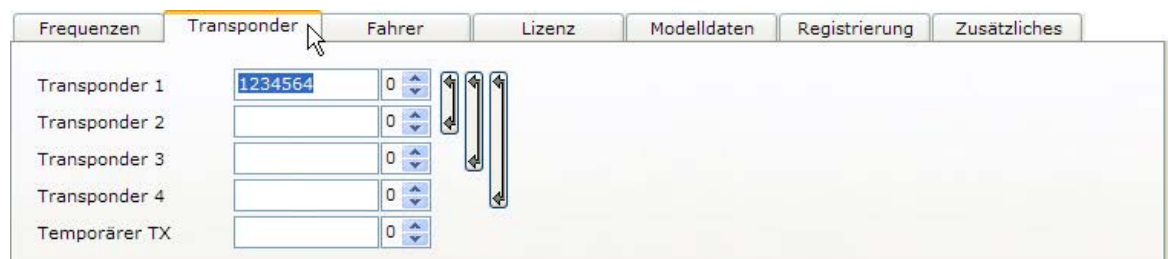 Frequenzen Transponder Fahrer Lizenz Modelldaten Registrierung Zusätzliches
Transponder 1 1234564 0
Transponder 2 0
Transponder 3 0
Transponder 4 0
Temporärer TX 0